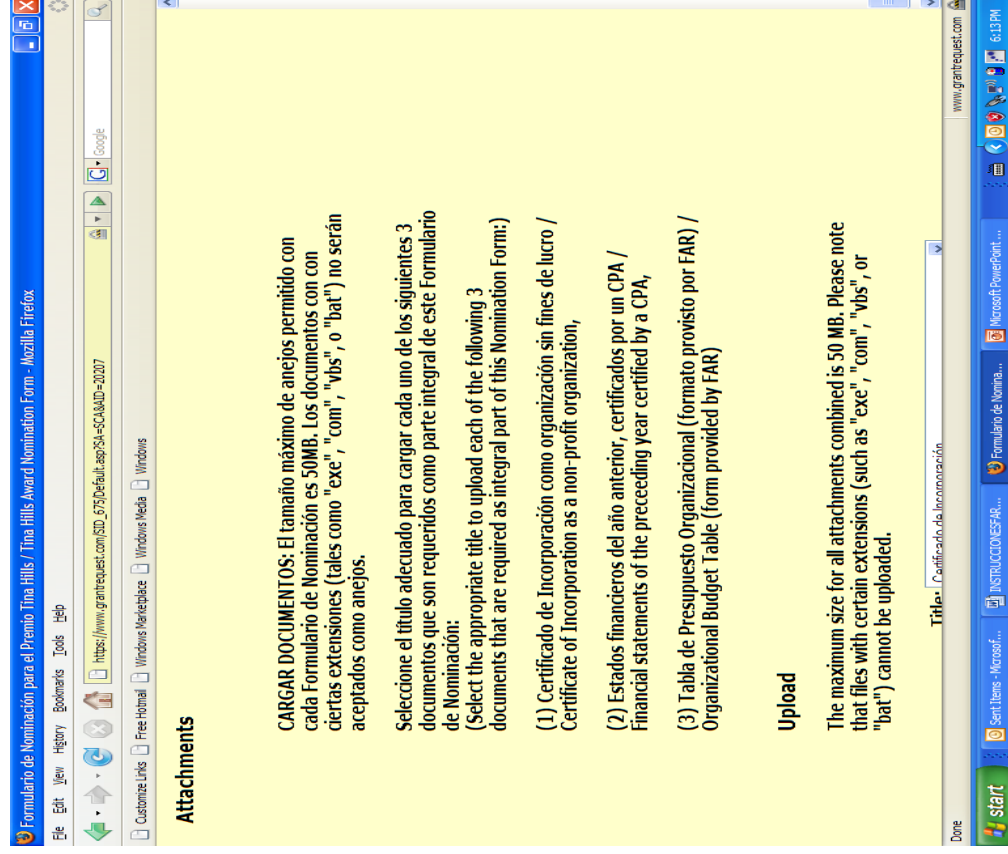 Formulario de Nominación para el Premio Tina Hills / Tina Hills Award Nomination Form - Mozilla Firefox
File Edit View History Bookmarks Tools Help
https://www.grantrequest.com/SID_675/Default.asp?SA=SCA&AID=20207
Google
Customize Links Free Hotmail Windows Marketplace Windows Media Windows
Attachments
CARGAR DOCUMENTOS: El tamaño máximo de anejos permitido con
cada Formulario de Nominación es 50MB. Los documentos con con
ciertas extensiones (tales como "exe", "com", "vbs", o "bat") no serán
aceptados como anejos.
Seleccione el título adecuado para cargar cada uno de los siguientes 3
documentos que son requeridos como parte integral de este Formulario
de Nominación:
(Select the appropriate title to upload each of the following 3
documents that are required as integral part of this Nomination Form:)
(1) Certificado de Incorporación como organización sin fines de lucro /
Certificate of Incorporation as a non-profit organization,
(2) Estados financieros del año anterior, certificados por un CPA /
Financial statements of the preceeding year certified by a CPA,
(3) Tabla de Presupuesto Organizacional (formato provisto por FAR) /
Organizational Budget Table (form provided by FAR)
Upload
The maximum size for all attachments combined is 50 MB. Please note
that files with certain extensions (such as "exe", "com", "vbs", or
"bat") cannot be uploaded.
Title: Certificado de Incorporación
Done www.grantrequest.com
start Sent Items - Microsof... INSTRUCCIONESFAR... Formulario de Nomina... Microsoft PowerPoint ... 6:13 PM